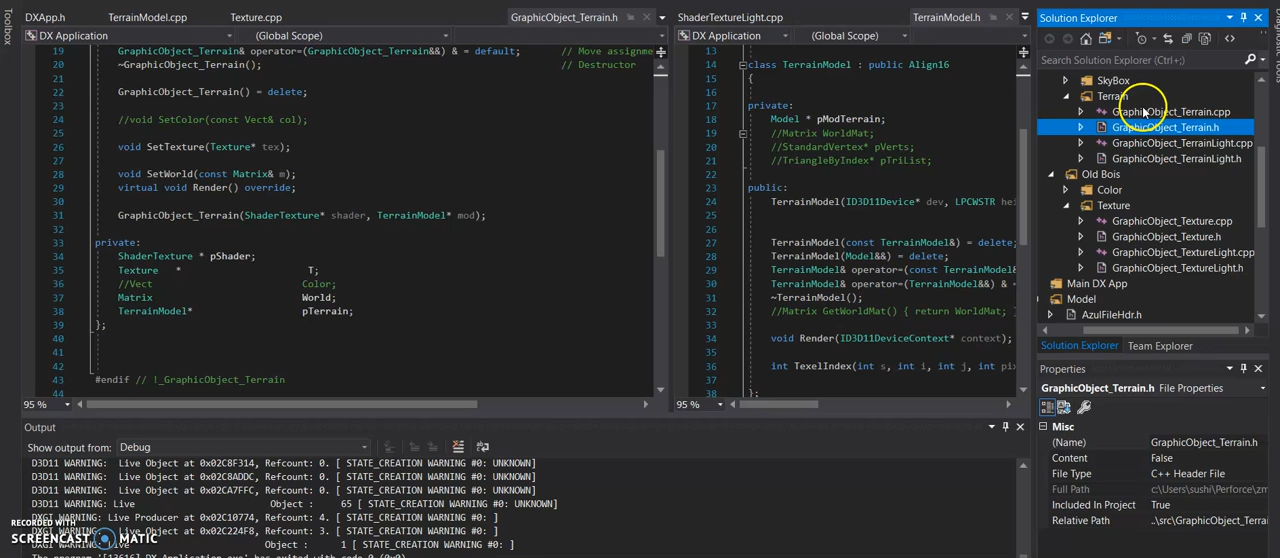 Toolbox
DXApp.h
TerrainModel.cpp
Texture.cpp
GraphicObject_Terrain.h
DX Application
(Global Scope)
19 GraphicObject_Terrain& operator=(GraphicObject_Terrain&&) & = default; // Move assignme
20 ~GraphicObject_Terrain(); // Destructor
21
22 GraphicObject_Terrain() = delete;
23
24 //void SetColor(const Vect& col);
25
26 void SetTexture(Texture* tex);
27
28 void SetWorld(const Matrix& m);
29 virtual void Render() override;
30
31 GraphicObject_Terrain(ShaderTexture* shader, TerrainModel* mod);
32
33 private:
34 ShaderTexture * pShader;
35 Texture * T;
36 //Vect Color;
37 Matrix World;
38 TerrainModel* pTerrain;
39 };
40
41
42
43 #endif // !_GraphicObject_Terrain
44
95 %
ShaderTextureLight.cpp
TerrainModel.h
DX Application
(Global Scope)
13
14 class TerrainModel : public Align16
15 {
16
17 private:
18 Model * pModTerrain;
19 //Matrix WorldMat;
20 //StandardVertex* pVerts;
21 //TriangleByIndex* pTriList;
22
23 public:
24 TerrainModel(ID3D11Device* dev, LPCWSTR hei
27 TerrainModel(const TerrainModel&) = delete;
28 TerrainModel(Model&&) = delete;
29 TerrainModel& operator=(const TerrainModel&
30 TerrainModel& operator=(TerrainModel&&) & =
31 ~TerrainModel();
32 //Matrix GetWorldMat() { return WorldMat; }
33
34 void Render(ID3D11DeviceContext* context);
35
36 int TexelIndex(int s, int i, int j, int pix
37
38 };
95 %
Solution Explorer
Search Solution Explorer (Ctrl+;)
SkyBox
Terrain
GraphicObject_Terrain.cpp
GraphicObject_Terrain.h
GraphicObject_TerrainLight.cpp
GraphicObject_TerrainLight.h
Old Bois
Color
Texture
GraphicObject_Texture.cpp
GraphicObject_Texture.h
GraphicObject_TextureLight.cpp
GraphicObject_TextureLight.h
Main DX App
Model
AzulFileHdr.h
Solution Explorer Team Explorer
Properties
GraphicObject_Terrain.h File Properties
Misc
(Name) GraphicObject_Terrain.h
Content False
File Type C++ Header File
Full Path c:\Users\sushi\Perforce\zm
Included In Project True
Relative Path ..\src\GraphicObject_Terrai
Output
Show output from: Debug
D3D11 WARNING: Live Object at 0x02C8F314, Refcount: 0. [ STATE_CREATION WARNING #0: UNKNOWN]
D3D11 WARNING: Live Object at 0x02CA8DDC, Refcount: 0. [ STATE_CREATION WARNING #0: UNKNOWN]
D3D11 WARNING: Live Object at 0x02CA7FFC, Refcount: 0. [ STATE_CREATION WARNING #0: UNKNOWN]
D3D11 WARNING: Live Object : 65 [ STATE_CREATION WARNING #0: UNKNOWN]
DXGI WARNING: Live Producer at 0x02C10774, Refcount: 4. [ STATE_CREATION WARNING #0: ]
DXGI WARNING: Live Object at 0x02C224F8, Refcount: 3. [ STATE_CREATION WARNING #0: ]
Object : 1 [ STATE_CREATION WARNING #0: ]
RECORDED WITH
SCREENCAST MATIC